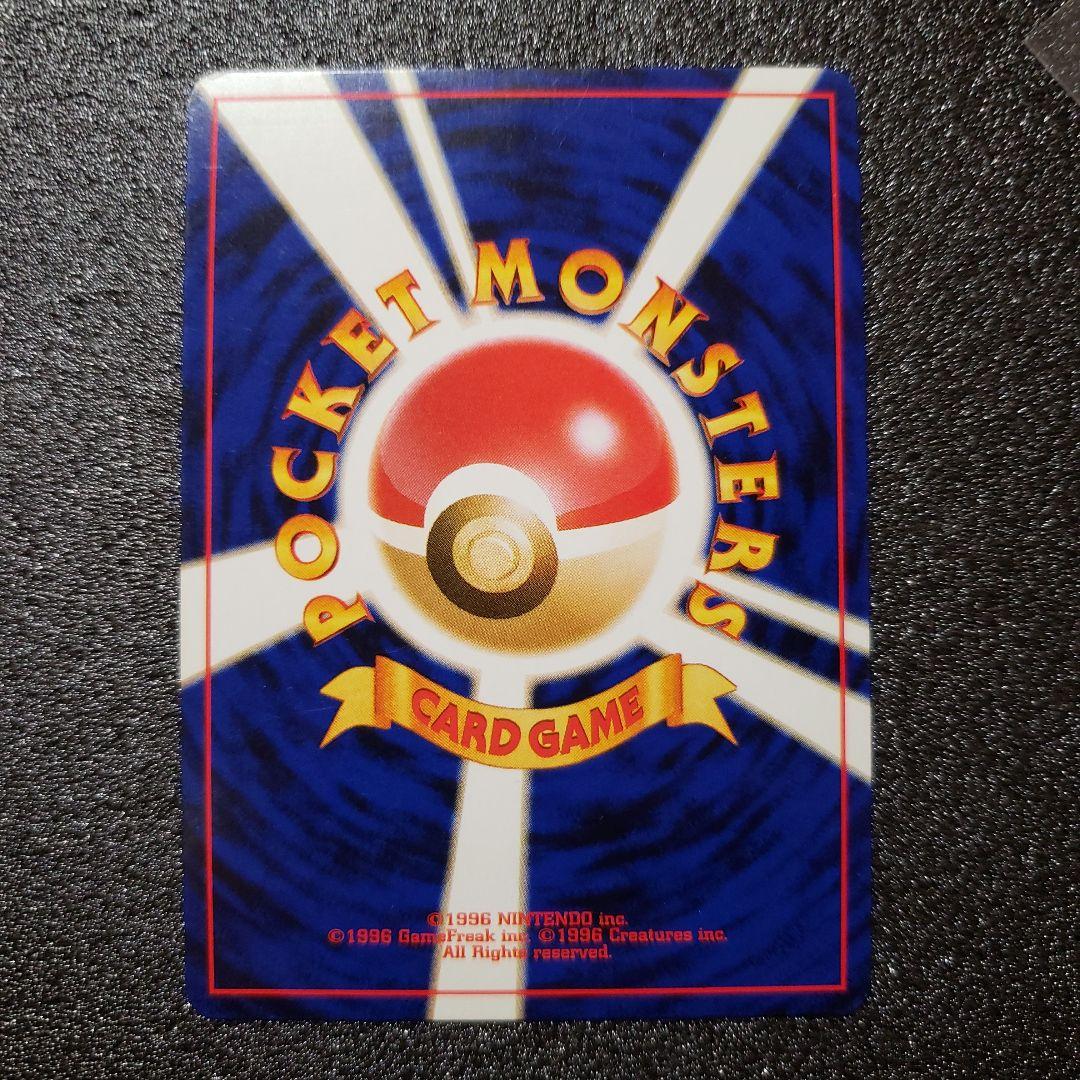 POCKET MONSTERS
CARD GAME
©1996 NINTENDO inc.
©1996 GameFreak inc. ©1996 Creatures inc.
All Rights reserved.